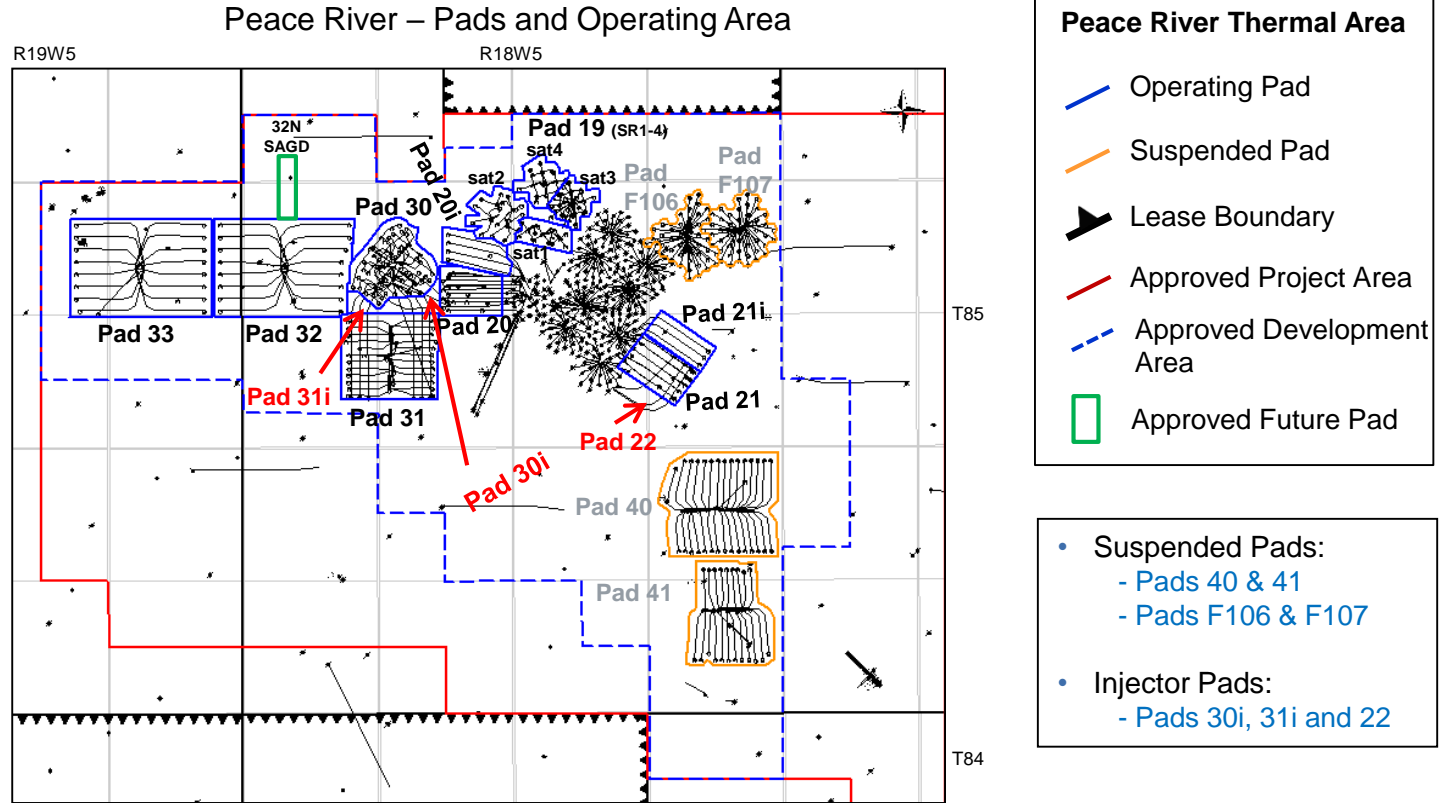 Peace River – Pads and Operating Area
R19W5
R18W5
32N
SAGD
Pad 19 (SR1-4)
sat4
sat2
sat3
sat1
Pad 20i
Pad
F106
Pad
F107
Pad 30
Pad 33
Pad 32
Pad 20
Pad 21i
T85
Pad 31i
Pad 31
Pad 21
Pad 22
Pad 30i
Pad 40
Pad 41
T84
Peace River Thermal Area
Operating Pad
Suspended Pad
Lease Boundary
Approved Project Area
Approved Development
Area
Approved Future Pad
• Suspended Pads:
- Pads 40 & 41
- Pads F106 & F107
• Injector Pads:
- Pads 30i, 31i and 22